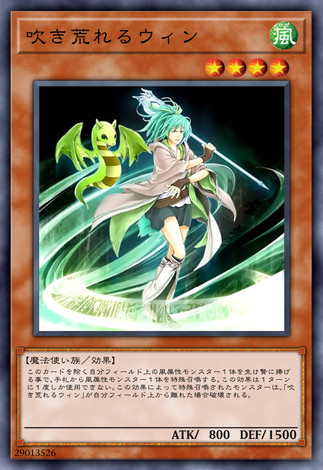 吹き荒れるウィン
風
【魔法使い族／効果】
このカードを除く自分フィールド上の風属性モンスター１体を生け贄に捧げ
る事で、手札から風属性モンスター１体を特殊召喚する。この効果は１ターン
に１度しか使用できない。この効果によって特殊召喚されたモンスターは、「吹
き荒れるウィン」が自分フィールド上から離れた場合破壊される。
ATK/ 800 DEF/1500
29013526